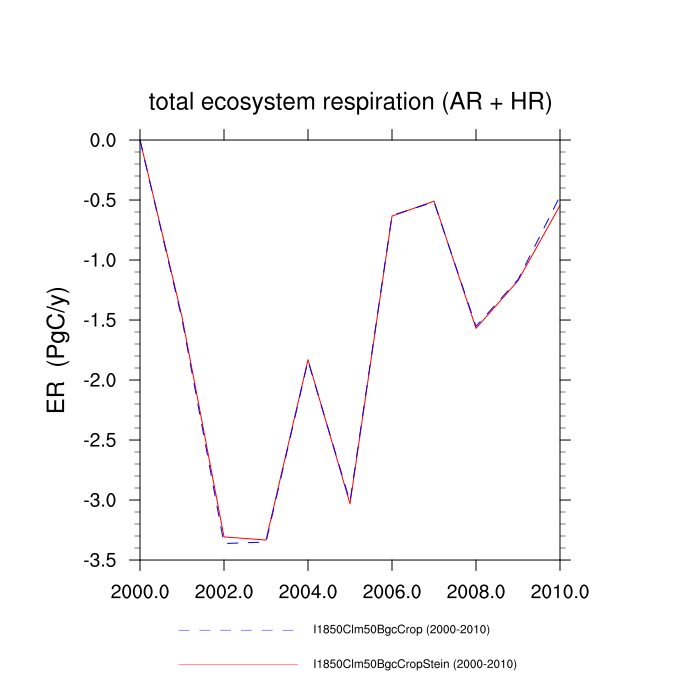 total ecosystem respiration (AR + HR)
ER (PgC/y)
0.0
-0.5
-1.0
-1.5
-2.0
-2.5
-3.0
-3.5
2000.0 2002.0 2004.0 2006.0 2008.0 2010.0
I1850Clm50BgcCrop (2000-2010)
I1850Clm50BgcCropStein (2000-2010)